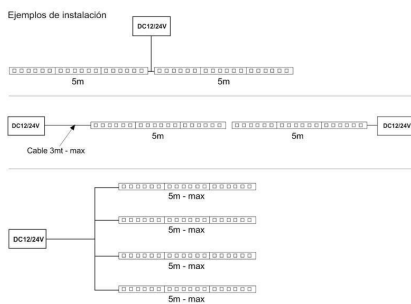 Ejemplos de instalación
DC12/24V
5m 5m
DC12/24V DC12/24V
5m 5m
Cable 3mt - max
5m - max
5m - max
DC12/24V
5m - max
5m - max